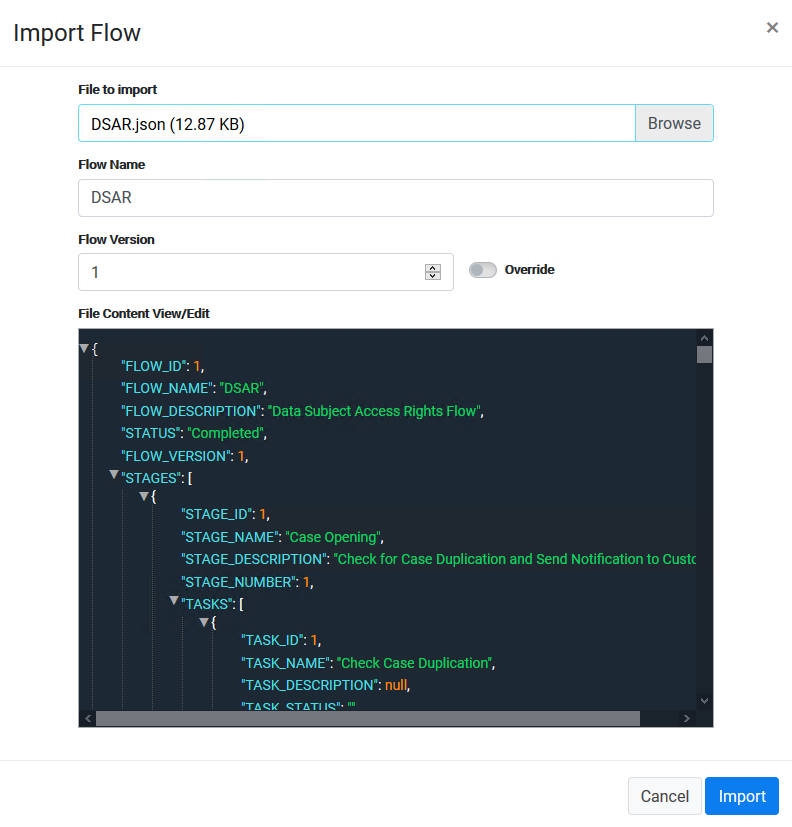 Import Flow
×
File to import
DSAR.json (12.87 KB)
Browse
Flow Name
DSAR
Flow Version
1
Override
File Content View/Edit
{
"FLOW_ID": 1,
"FLOW_NAME": "DSAR",
"FLOW_DESCRIPTION": "Data Subject Access Rights Flow",
"STATUS": "Completed",
"FLOW_VERSION": 1,
"STAGES": [
{
"STAGE_ID": 1,
"STAGE_NAME": "Case Opening",
"STAGE_DESCRIPTION": "Check for Case Duplication and Send Notification to Custo
"STAGE_NUMBER": 1,
"TASKS": [
{
"TASK_ID": 1,
"TASK_NAME": "Check Case Duplication",
"TASK_DESCRIPTION": null,
"TASK_STATUS": ""
Cancel
Import